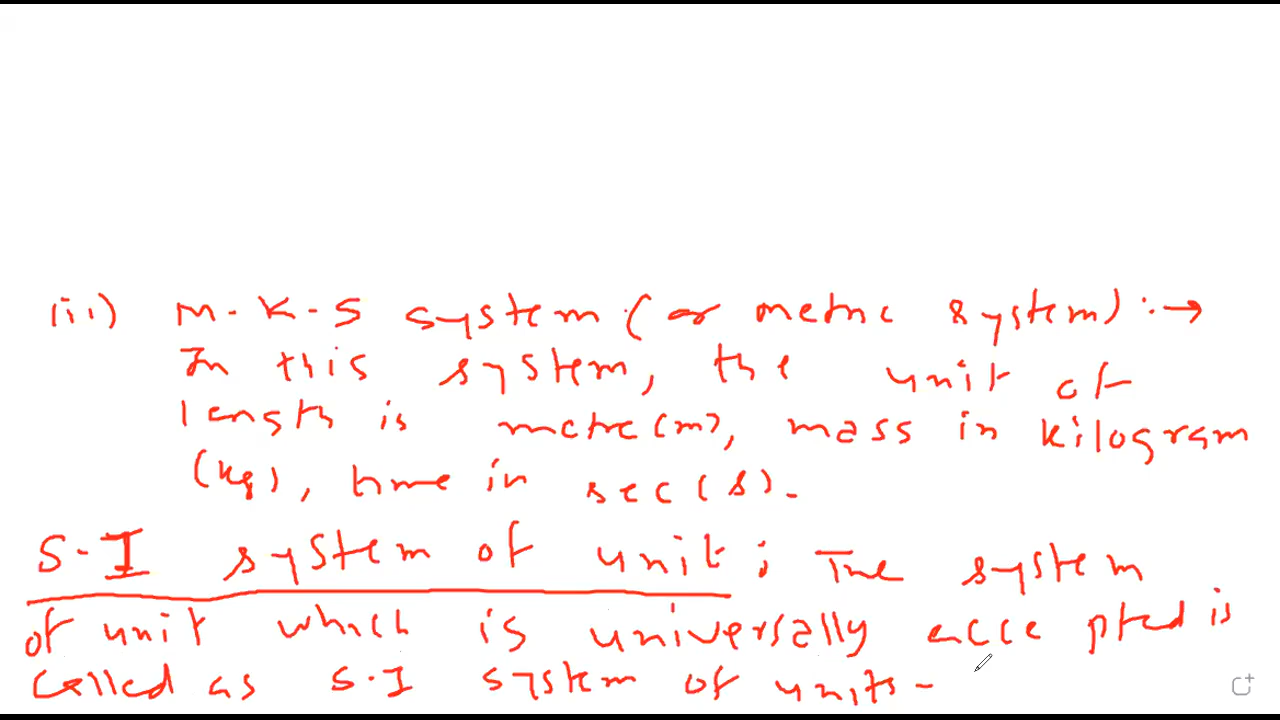 iii) M.K.S system (or metric system) :→
In this system, the unit of
length is metre(m), mass in kilogram
(kg), time in sec(s).
S.I system of unit; The system
of unit which is universally accepted is
called as S.I system of units-